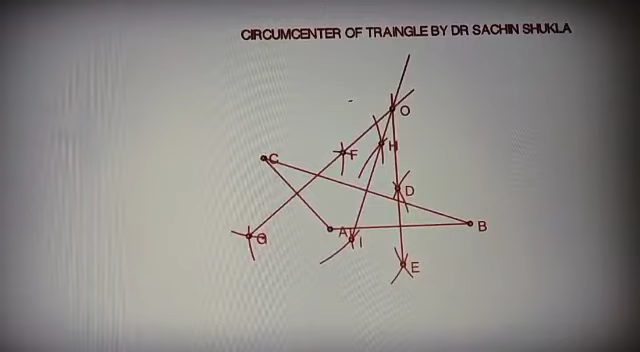 CIRCUMCENTER OF TRAINGLE BY DR SACHIN SHUKLA
O
F
H
C
D
B
A
G
I
E